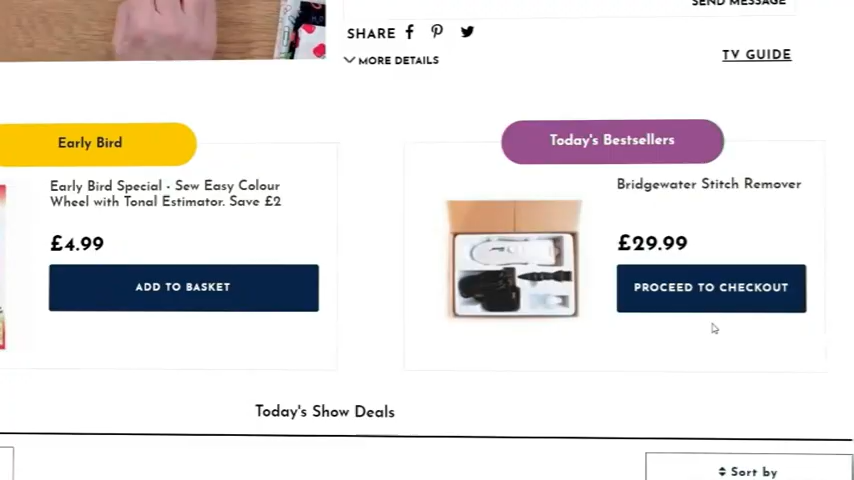 SEND MESSAGE
SHARE
MORE DETAILS
TV GUIDE
Early Bird
Early Bird Special - Sew Easy Colour
Wheel with Tonal Estimator. Save £2
£4.99
ADD TO BASKET
Today's Bestsellers
Bridgewater Stitch Remover
£29.99
PROCEED TO CHECKOUT
Today's Show Deals
Sort by